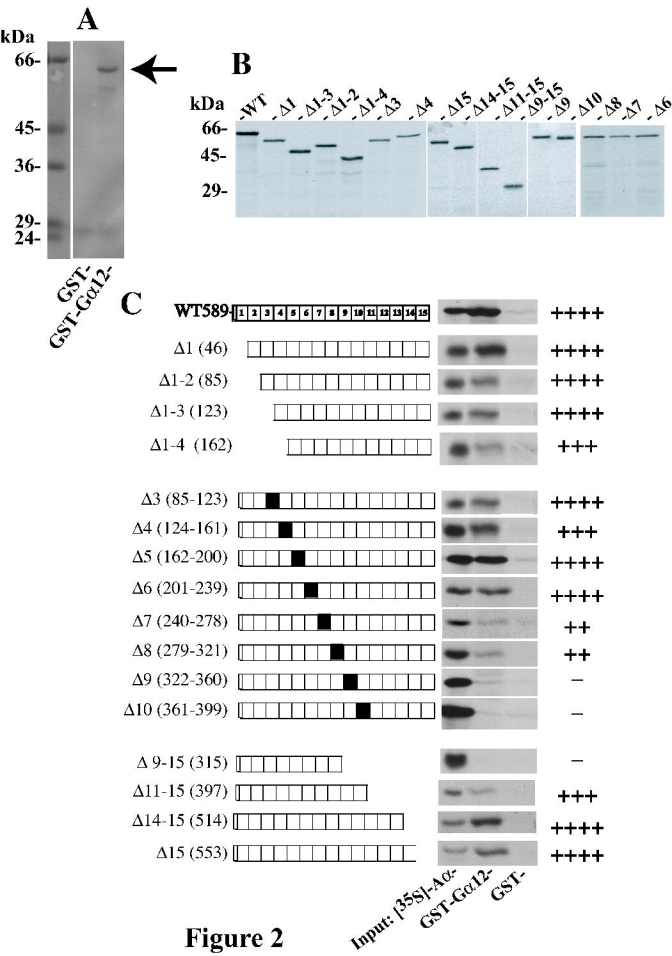 A
kDa
66-
45-
36-
29-
24-
GST-
GST-Gα12-
B
kDa
-WT
- Δ1
- Δ1-3
- Δ1-2
- Δ1-4
- Δ3
- Δ4
- Δ15
- Δ14-15
- Δ11-15
- Δ9-15
- Δ9
- Δ10
- Δ8
-Δ7
- Δ6
66-
45-
29-
C
WT589- 1 2 3 4 5 6 7 8 9 10 11 12 13 14 15 ++++
Δ1 (46) ++++
Δ1-2 (85) ++++
Δ1-3 (123) ++++
Δ1-4 (162) +++
Δ3 (85-123) ++++
Δ4 (124-161) +++
Δ5 (162-200) ++++
Δ6 (201-239) ++++
Δ7 (240-278) ++
Δ8 (279-321) ++
Δ9 (322-360) –
Δ10 (361-399) –
Δ 9-15 (315) –
Δ11-15 (397) +++
Δ14-15 (514) ++++
Δ15 (553) ++++
Input: [35S]-Aα-
GST-Gα12-
GST-
Figure 2